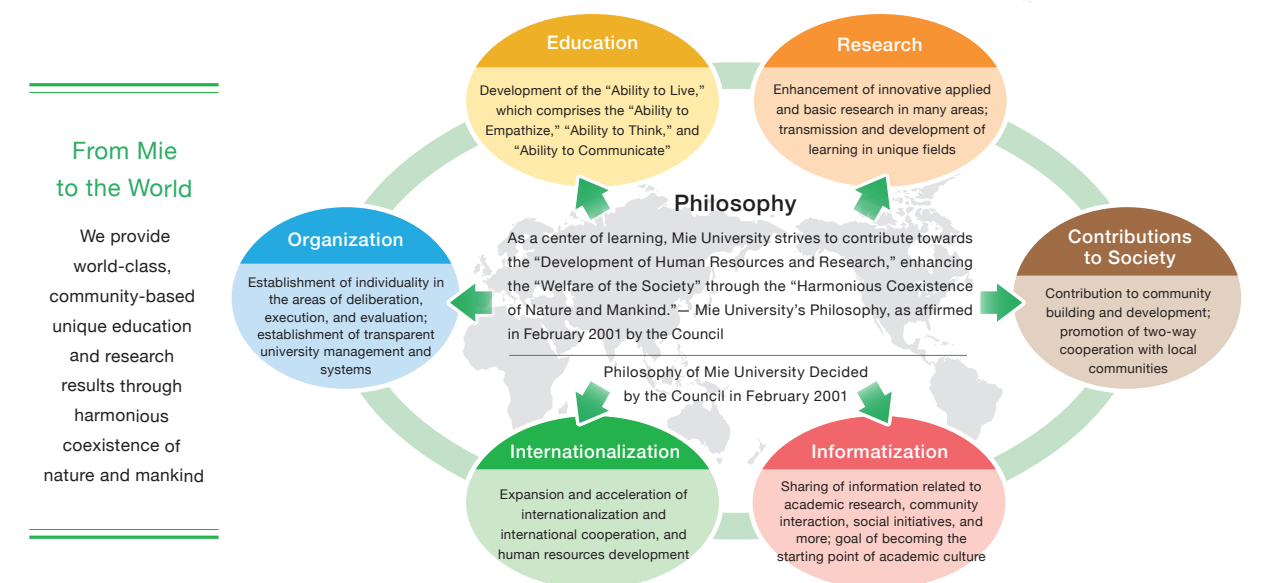 From Mie
to the World
We provide
world-class,
community-based
unique education
and research
results through
harmonious
coexistence of
nature and mankind
Education
Development of the “Ability to Live,”
which comprises the “Ability to
Empathize,” “Ability to Think,” and
“Ability to Communicate”
Research
Enhancement of innovative applied
and basic research in many areas;
transmission and development of
learning in unique fields
Organization
Establishment of individuality in
the areas of deliberation,
execution, and evaluation;
establishment of transparent
university management and
systems
Philosophy
As a center of learning, Mie University strives to contribute towards
the “Development of Human Resources and Research,” enhancing
the “Welfare of the Society” through the “Harmonious Coexistence
of Nature and Mankind.”— Mie University’s Philosophy, as affirmed
in February 2001 by the Council
Philosophy of Mie University Decided
by the Council in February 2001
Contributions
to Society
Contribution to community
building and development;
promotion of two-way
cooperation with local
communities
Internationalization
Expansion and acceleration of
internationalization and
international cooperation, and
human resources development
Informatization
Sharing of information related to
academic research, community
interaction, social initiatives, and
more; goal of becoming the
starting point of academic culture